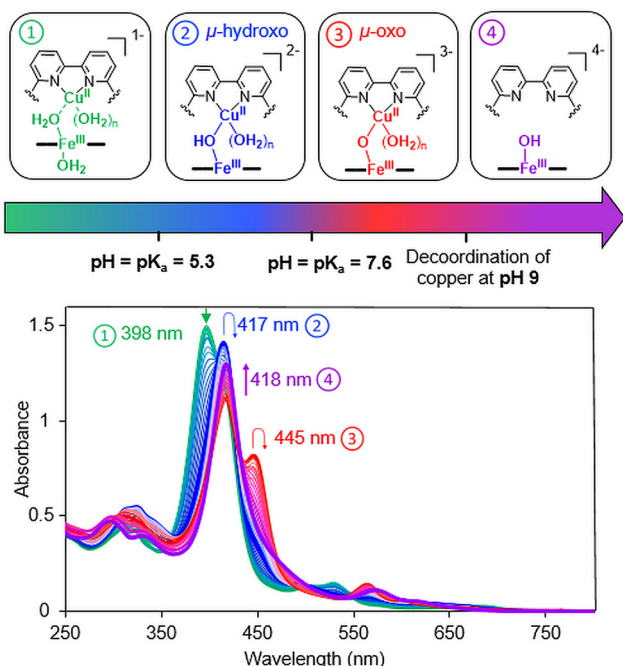 ① 1-
② μ-hydroxo 2-
③ μ-oxo 3-
④ 4-
N N
Cu^II
H₂O (OH₂)n
Fe^III
OH₂
N N
Cu^II
HO (OH₂)n
Fe^III
N N
Cu^II
O (OH₂)n
Fe^III
N N
OH
Fe^III
pH = pKa = 5.3
pH = pKa = 7.6
Decoordination of
copper at pH 9
① 398 nm
417 nm ②
418 nm ④
445 nm ③
Absorbance
1.5
1
0.5
0
250 350 450 550 650 750
Wavelength (nm)